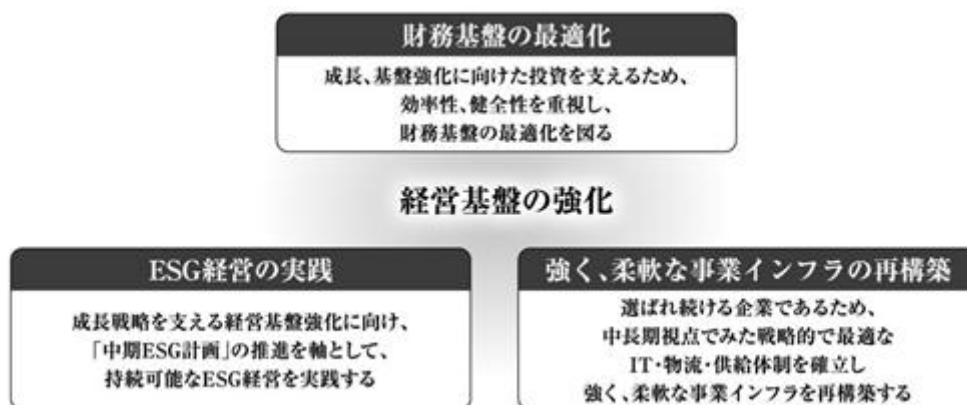 財務基盤の最適化
成長、基盤強化に向けた投資を支えるため、
効率性、健全性を重視し、
財務基盤の最適化を図る
経営基盤の強化
ESG経営の実践
成長戦略を支える経営基盤強化に向け、
「中期ESG計画」の推進を軸として、
持続可能なESG経営を実践する
強く、柔軟な事業インフラの再構築
選ばれ続ける企業であるため、
中長期視点でみた戦略的で最適な
IT・物流・供給体制を確立し
強く、柔軟な事業インフラを再構築する